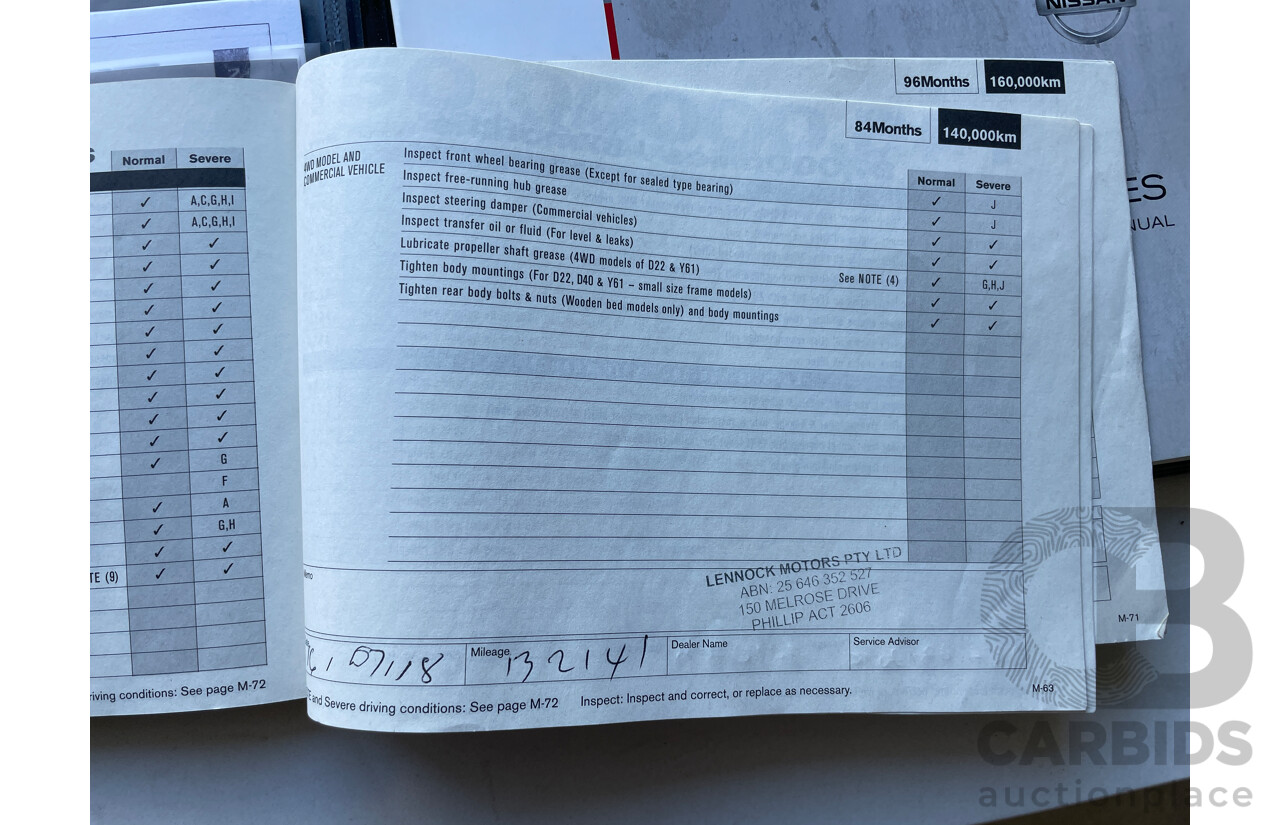 NISSAN
96Months 160,000km
84Months 140,000km
ES
NUAL
S
Normal Severe
✓ A,C,G,H,I
✓ A,C,G,H,I
✓ ✓
✓ ✓
✓ ✓
✓ ✓
✓ ✓
✓ ✓
✓ ✓
✓ ✓
✓ ✓
✓ ✓
✓ G
F
✓ A
✓ G,H
✓ ✓
TE (9) ✓ ✓
riving conditions: See page M-72
4WD MODEL AND
COMMERCIAL VEHICLE
Normal Severe
Inspect front wheel bearing grease (Except for sealed type bearing) ✓ J
Inspect free-running hub grease ✓ J
Inspect steering damper (Commercial vehicles) ✓ ✓
Inspect transfer oil or fluid (For level & leaks) ✓ ✓
Lubricate propeller shaft grease (4WD models of D22 & Y61) See NOTE (4) ✓ G,H,J
Tighten body mountings (For D22, D40 & Y61 – small size frame models) ✓ ✓
Tighten rear body bolts & nuts (Wooden bed models only) and body mountings ✓ ✓
LENNOCK MOTORS PTY LTD
ABN: 25 646 352 527
150 MELROSE DRIVE
PHILLIP ACT 2606
07/18
Mileage 132141
Dealer Name
Service Advisor
E and Severe driving conditions: See page M-72 Inspect: Inspect and correct, or replace as necessary.
M-63
M-71
CARBIDS
auctionplace